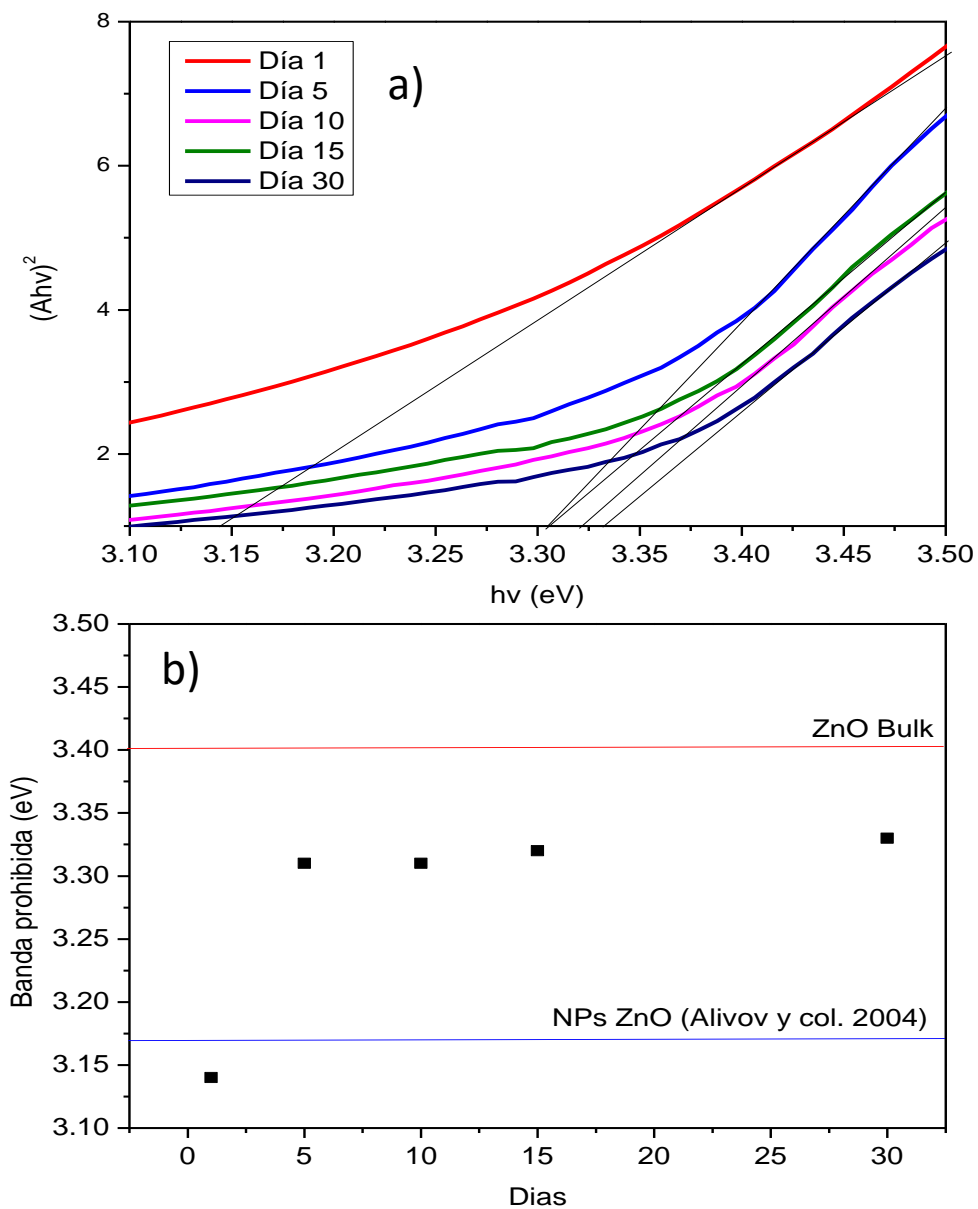 a)
Día 1
Día 5
Día 10
Día 15
Día 30
8
6
4
2
(Ahν)²
3.10 3.15 3.20 3.25 3.30 3.35 3.40 3.45 3.50
hν (eV)
b)
3.50
3.45
3.40
3.35
3.30
3.25
3.20
3.15
3.10
Banda prohibida (eV)
ZnO Bulk
NPs ZnO (Alivov y col. 2004)
0 5 10 15 20 25 30
Dias